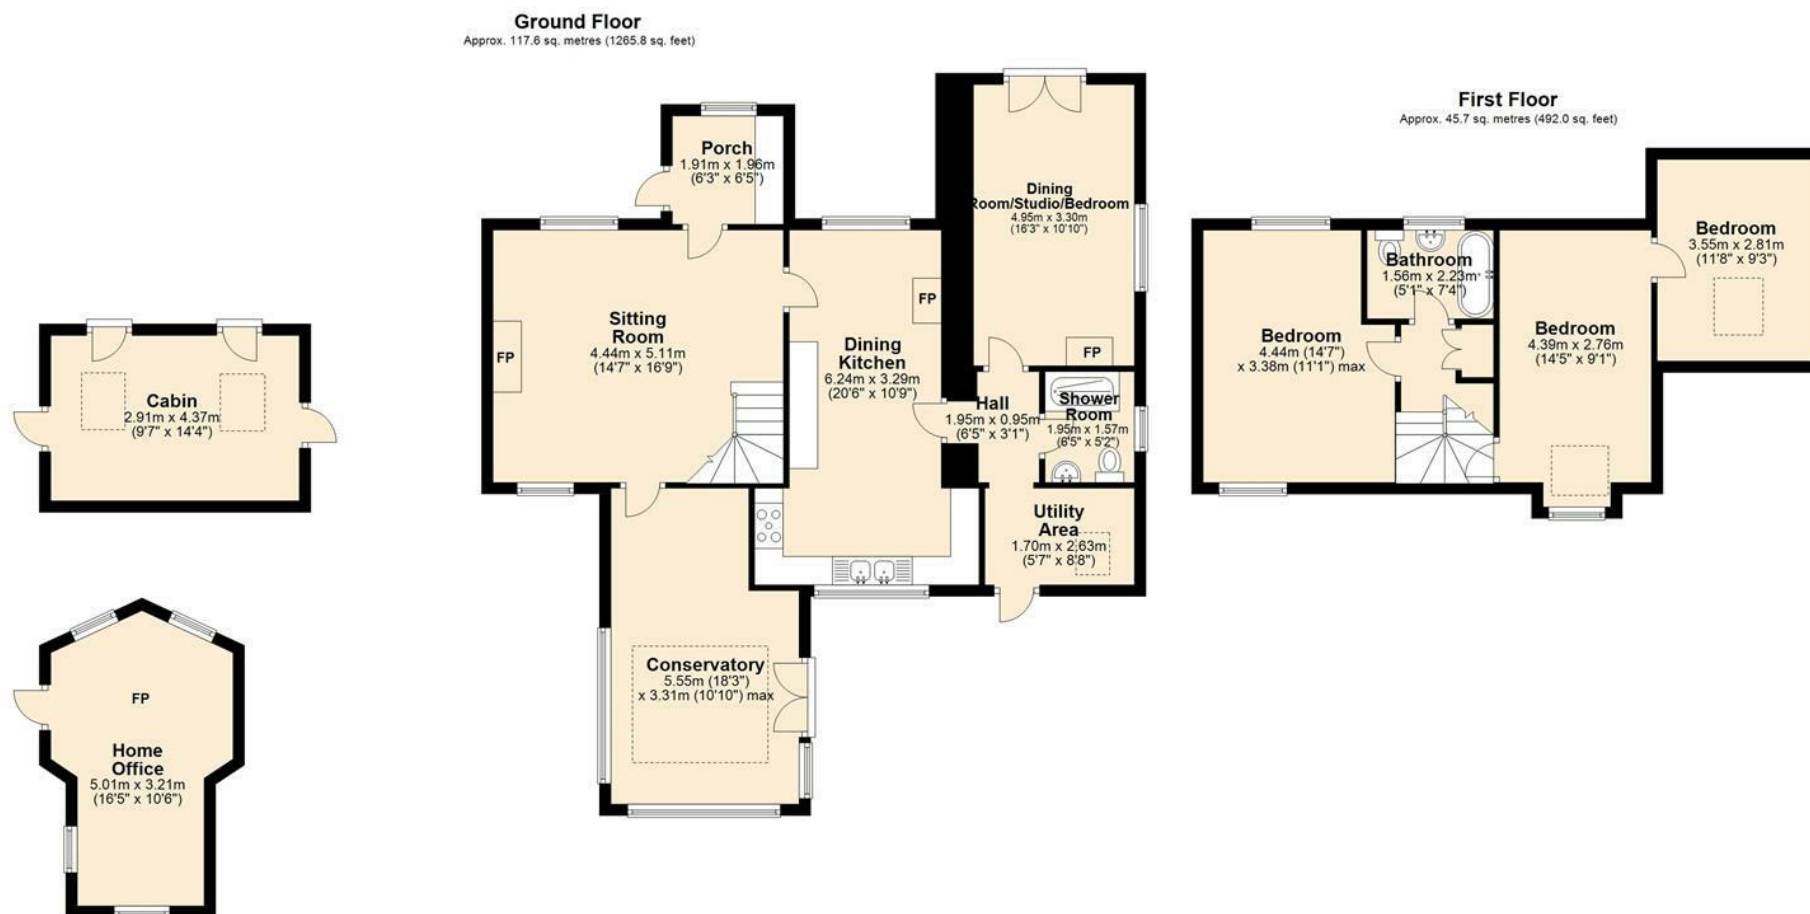 Ground Floor
Approx. 117.6 sq. metres (1265.8 sq. feet)
Porch
1.91m x 1.96m
(6'3" x 6'5")
Dining
Room/Studio/Bedroom
4.95m x 3.30m
(16'3" x 10'10")
FP
Sitting
Room
4.44m x 5.11m
(14'7" x 16'9")
FP
Dining
Kitchen
6.24m x 3.29m
(20'6" x 10'9")
FP
Hall
1.95m x 0.95m
(6'5" x 3'1")
Shower
Room
1.95m x 1.57m
(6'5" x 5'2")
Utility
Area
1.70m x 2.63m
(5'7" x 8'8")
Conservatory
5.55m (18'3")
x 3.31m (10'10") max
Cabin
2.91m x 4.37m
(9'7" x 14'4")
FP
Home
Office
5.01m x 3.21m
(16'5" x 10'6")
First Floor
Approx. 45.7 sq. metres (492.0 sq. feet)
Bedroom
4.44m (14'7")
x 3.38m (11'1") max
Bathroom
1.56m x 2.23m
(5'1" x 7'4")
Bedroom
4.39m x 2.76m
(14'5" x 9'1")
Bedroom
3.55m x 2.81m
(11'8" x 9'3")